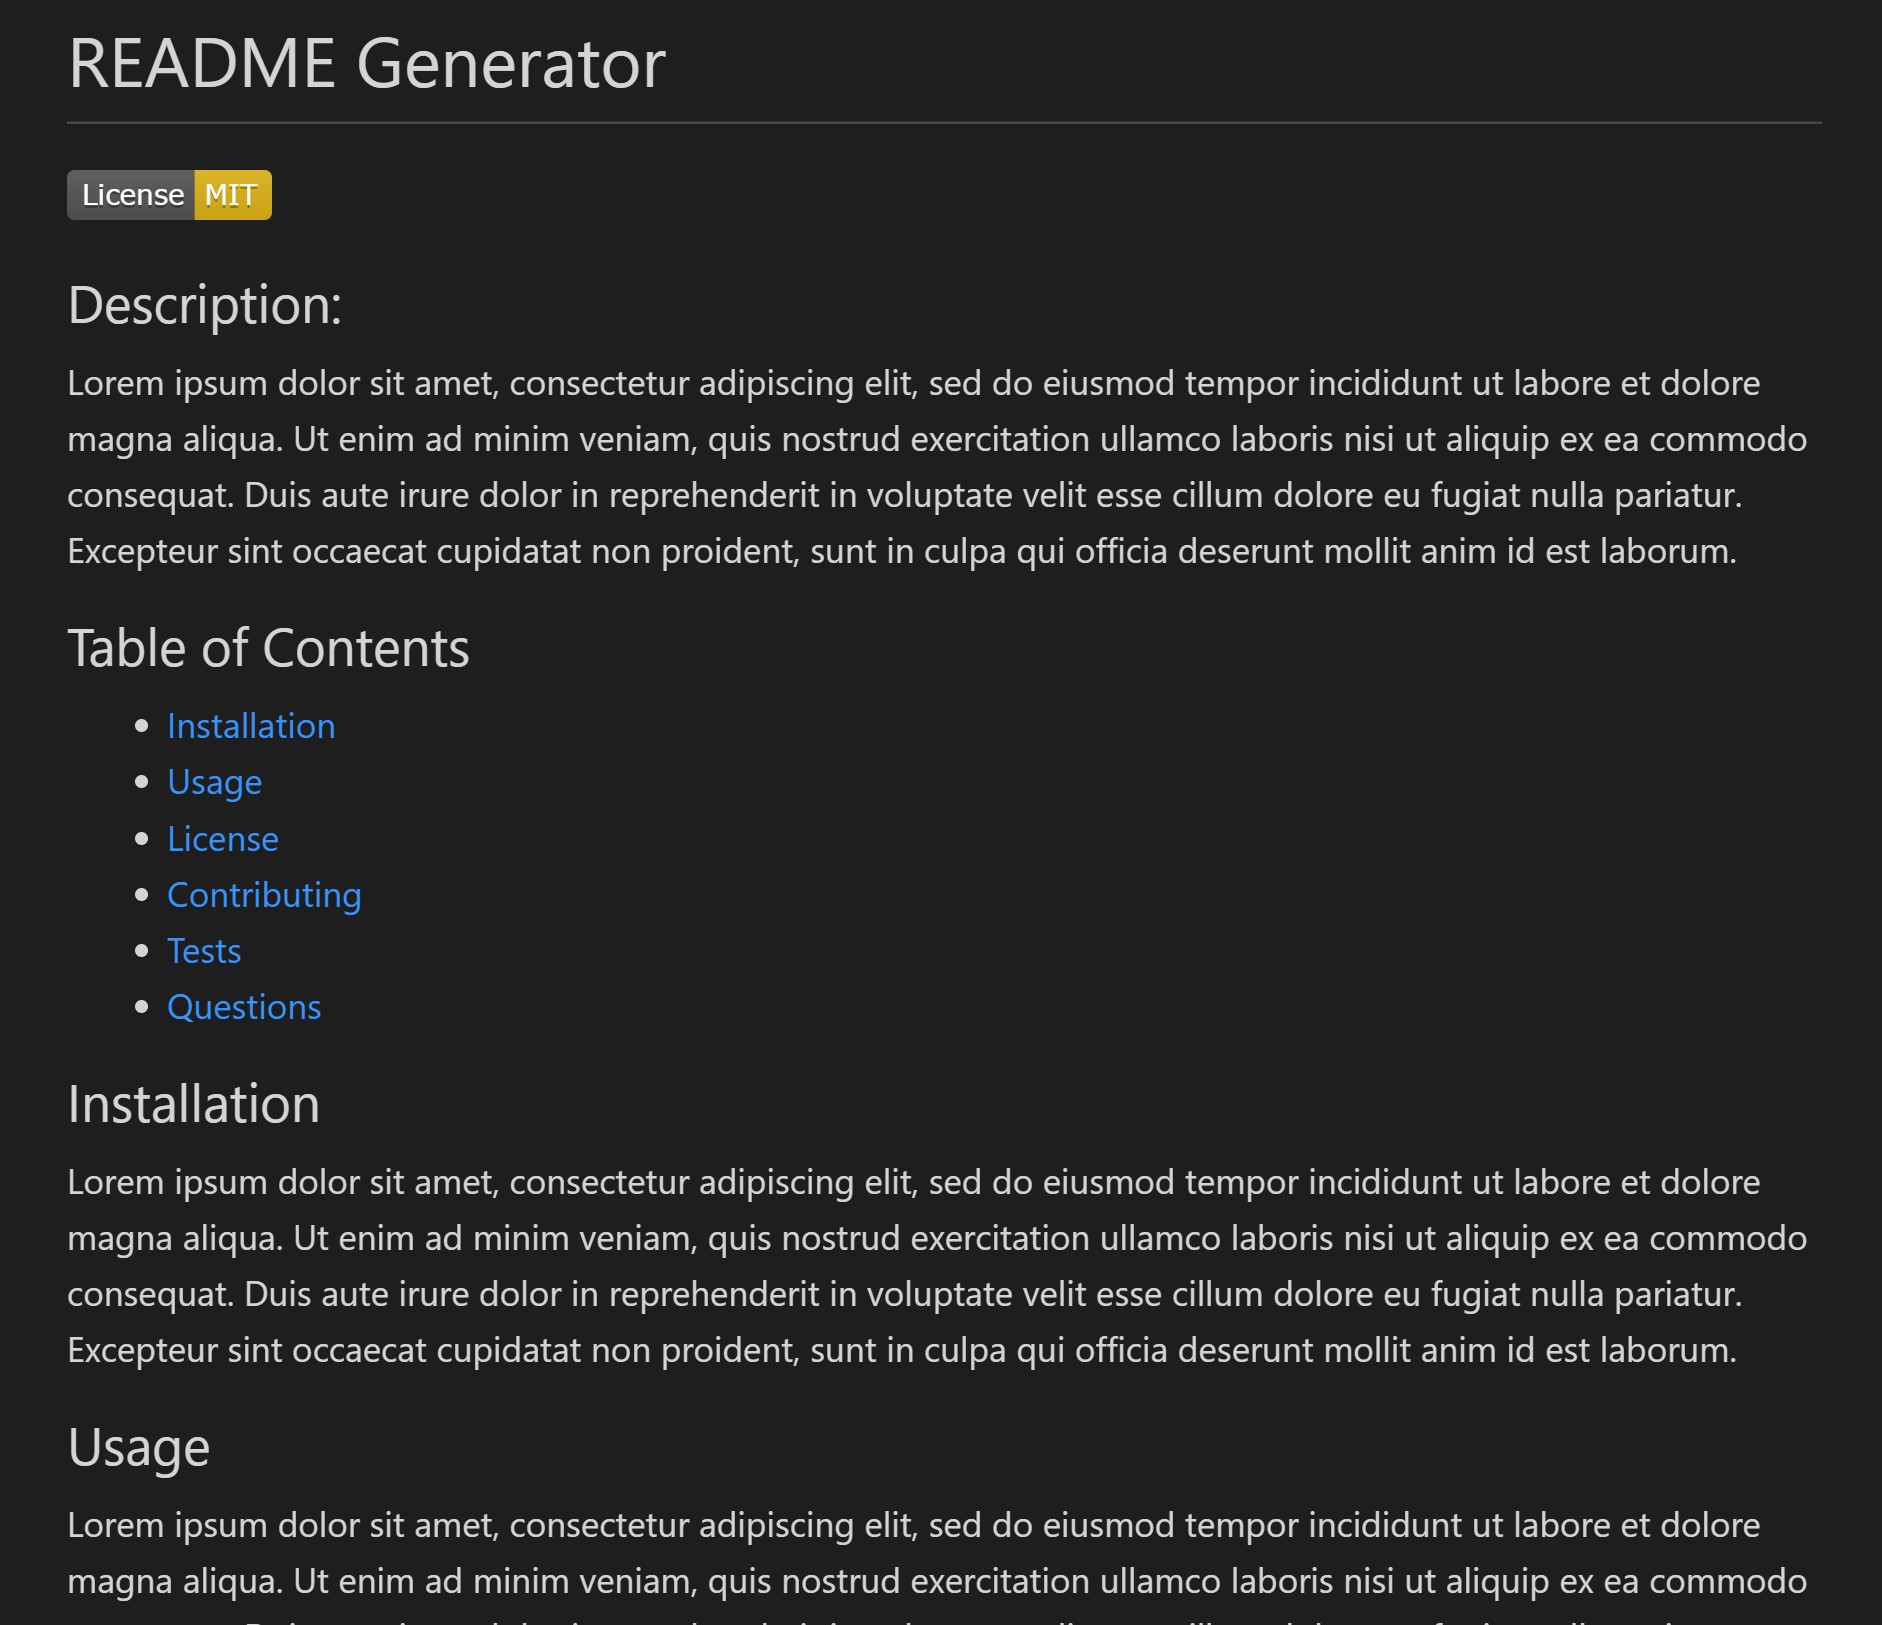 README Generator
License MIT
Description:
Lorem ipsum dolor sit amet, consectetur adipiscing elit, sed do eiusmod tempor incididunt ut labore et dolore
magna aliqua. Ut enim ad minim veniam, quis nostrud exercitation ullamco laboris nisi ut aliquip ex ea commodo
consequat. Duis aute irure dolor in reprehenderit in voluptate velit esse cillum dolore eu fugiat nulla pariatur.
Excepteur sint occaecat cupidatat non proident, sunt in culpa qui officia deserunt mollit anim id est laborum.
Table of Contents
• Installation
• Usage
• License
• Contributing
• Tests
• Questions
Installation
Lorem ipsum dolor sit amet, consectetur adipiscing elit, sed do eiusmod tempor incididunt ut labore et dolore
magna aliqua. Ut enim ad minim veniam, quis nostrud exercitation ullamco laboris nisi ut aliquip ex ea commodo
consequat. Duis aute irure dolor in reprehenderit in voluptate velit esse cillum dolore eu fugiat nulla pariatur.
Excepteur sint occaecat cupidatat non proident, sunt in culpa qui officia deserunt mollit anim id est laborum.
Usage
Lorem ipsum dolor sit amet, consectetur adipiscing elit, sed do eiusmod tempor incididunt ut labore et dolore
magna aliqua. Ut enim ad minim veniam, quis nostrud exercitation ullamco laboris nisi ut aliquip ex ea commodo